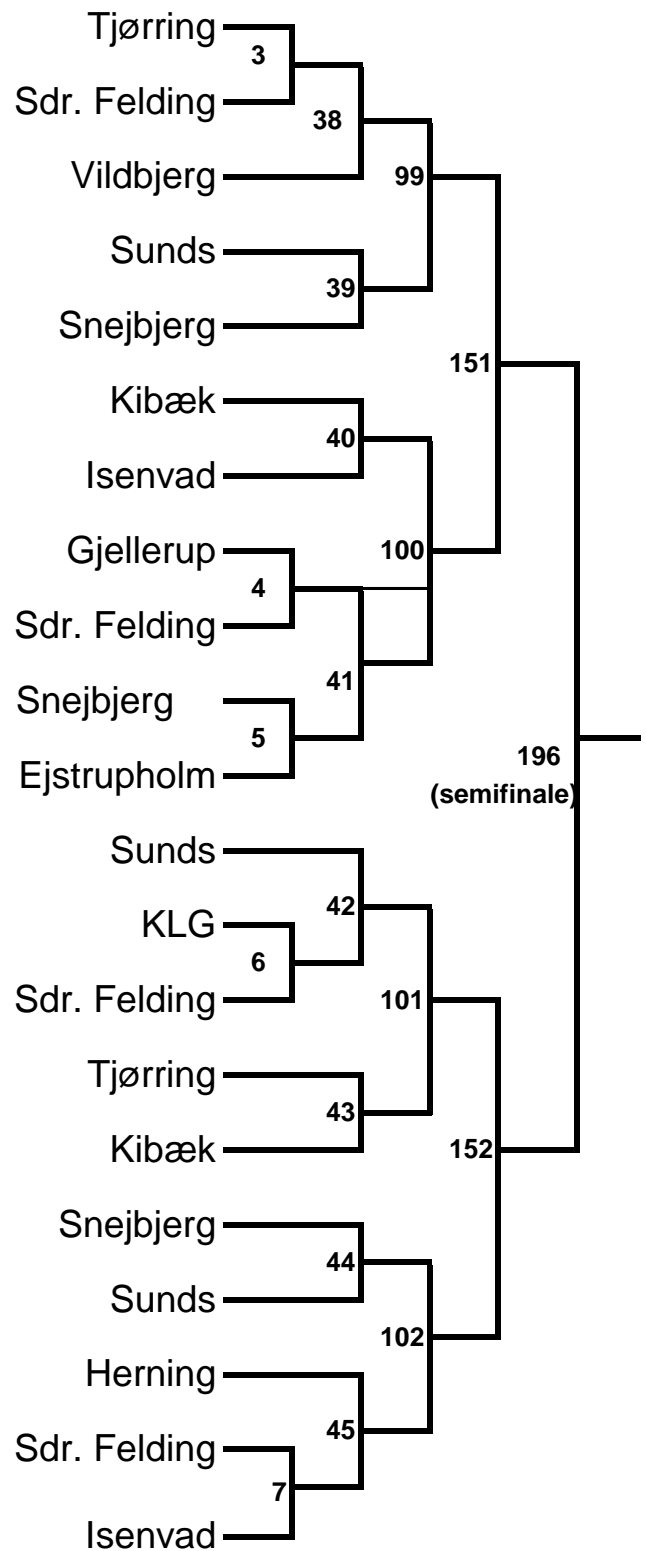 Tjørring
3
Sdr. Felding
38
Vildbjerg
99
Sunds
39
Snejbjerg
151
Kibæk
40
Isenvad
Gjellerup
100
4
Sdr. Felding
41
Snejbjerg
5
196
(semifinale)
Ejstrupholm
Sunds
42
KLG
6
Sdr. Felding
101
Tjørring
43
Kibæk
152
Snejbjerg
44
Sunds
102
Herning
45
Sdr. Felding
7
Isenvad